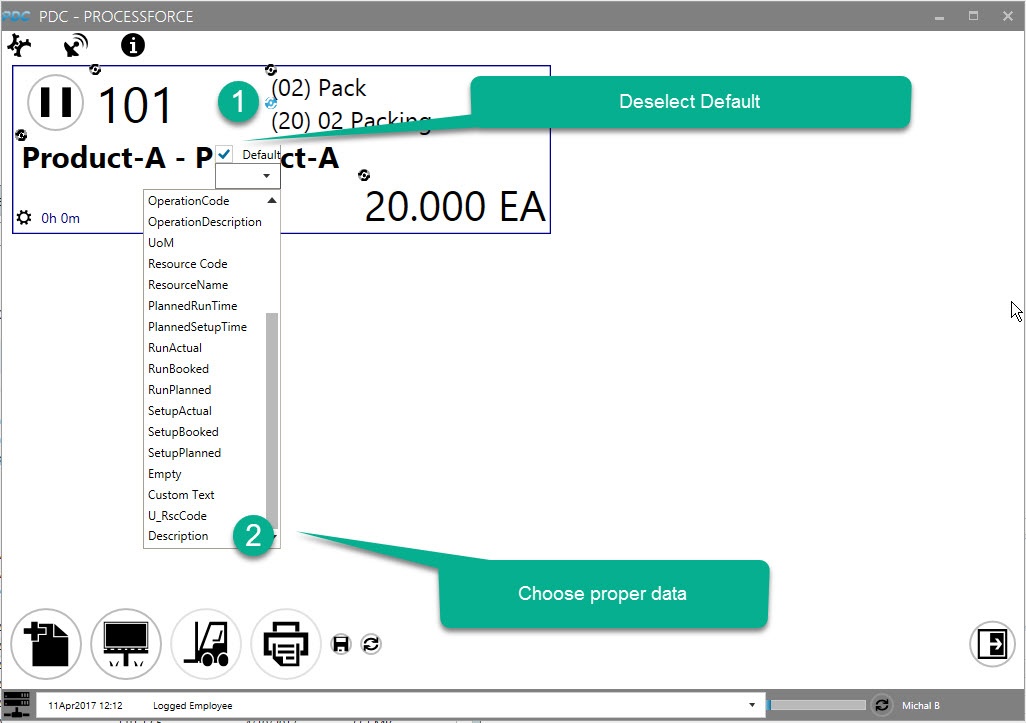 PDC PDC - PROCESSFORCE
101
1
(02) Pack
(20) 02 Packing
Deselect Default
Product-A - P ct-A
Default
20.000 EA
0h 0m
OperationCode
OperationDescription
UoM
Resource Code
ResourceName
PlannedRunTime
PlannedSetupTime
RunActual
RunBooked
RunPlanned
SetupActual
SetupBooked
SetupPlanned
Empty
Custom Text
U_RscCode
Description
2
Choose proper data
11Apr2017 12:12 Logged Employee Michal B